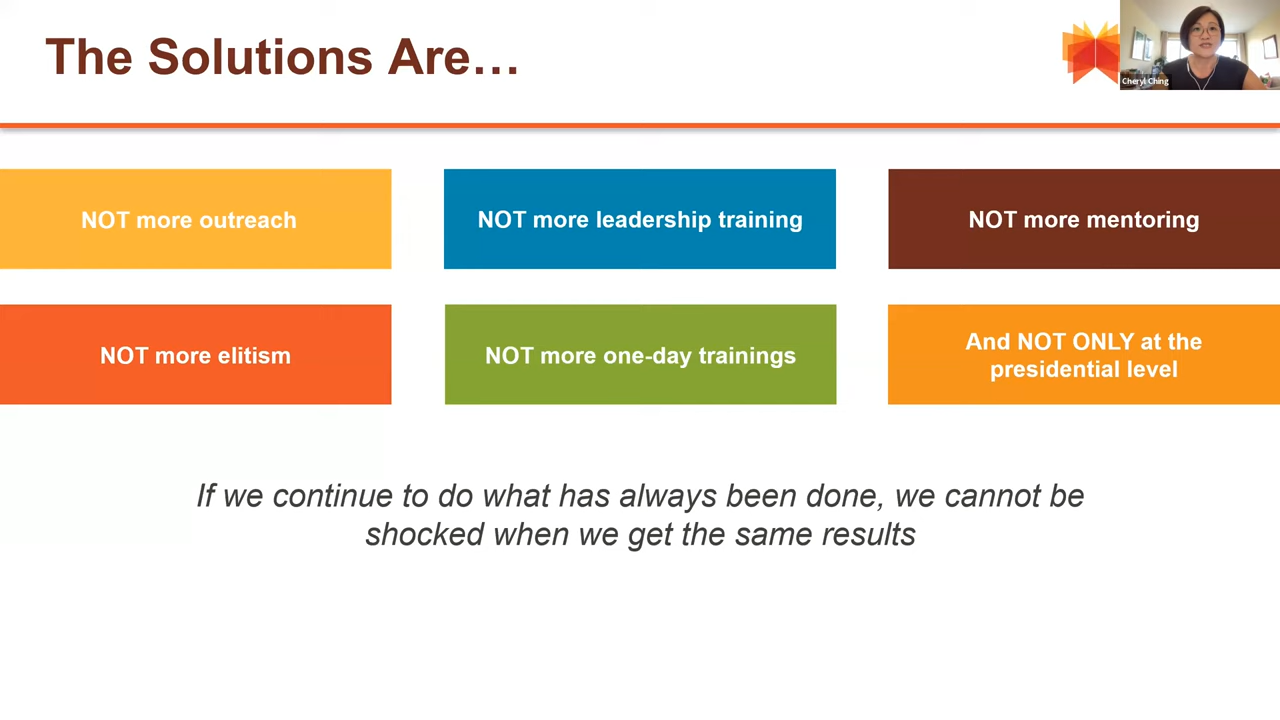 The Solutions Are…
Cheryl Ching
NOT more outreach
NOT more leadership training
NOT more mentoring
NOT more elitism
NOT more one-day trainings
And NOT ONLY at the
presidential level
If we continue to do what has always been done, we cannot be
shocked when we get the same results